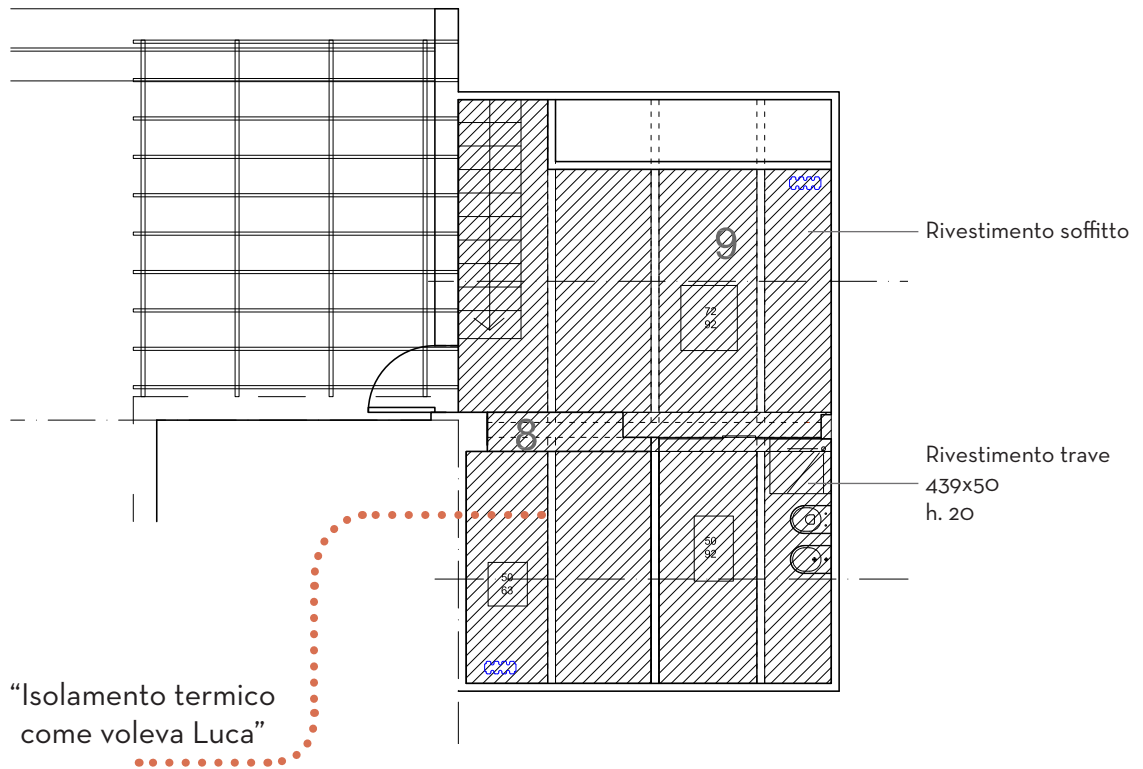 Rivestimento soffitto
9
72
92
8
Rivestimento trave
439x50
h. 20
50
92
50
63
“Isolamento termico
come voleva Luca”